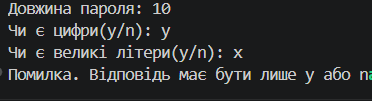 Довжина пароля: 10
Чи є цифри(y/n): y
Чи є великі літери(y/n): x
Помилка. Відповідь має бути лише y або n